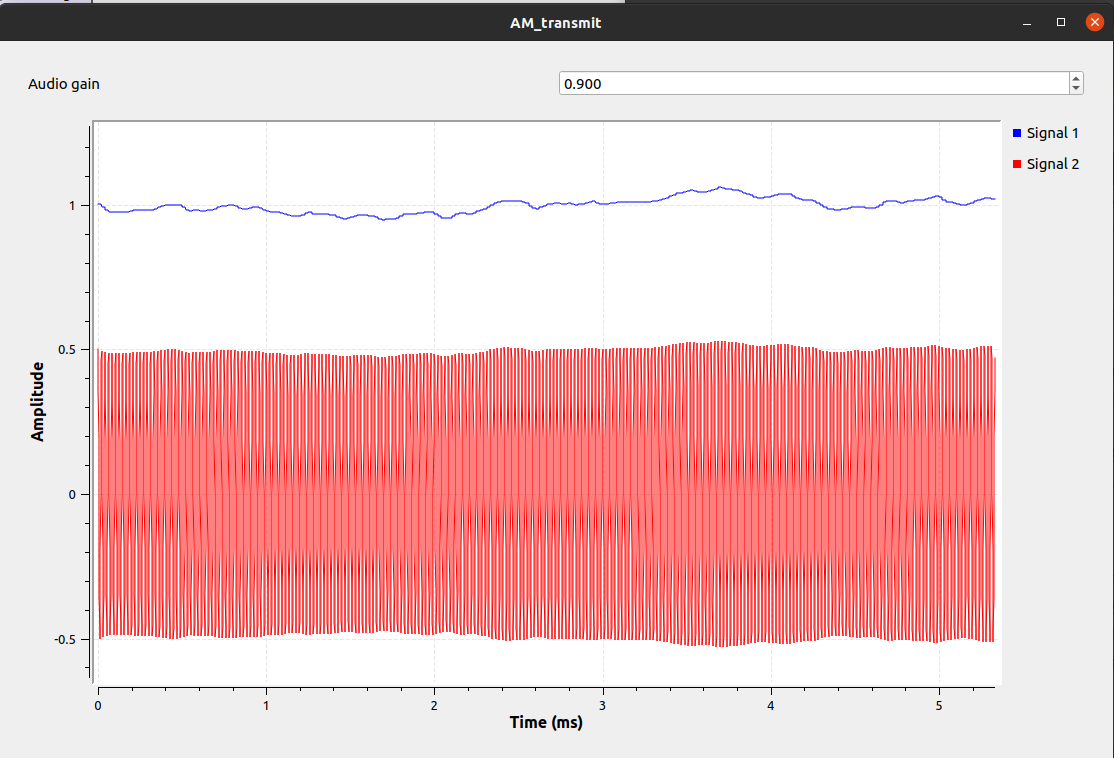 AM_transmit
Audio gain
0.900
Signal 1
Signal 2
1
0.5
0
-0.5
Amplitude
0 1 2 3 4 5
Time (ms)